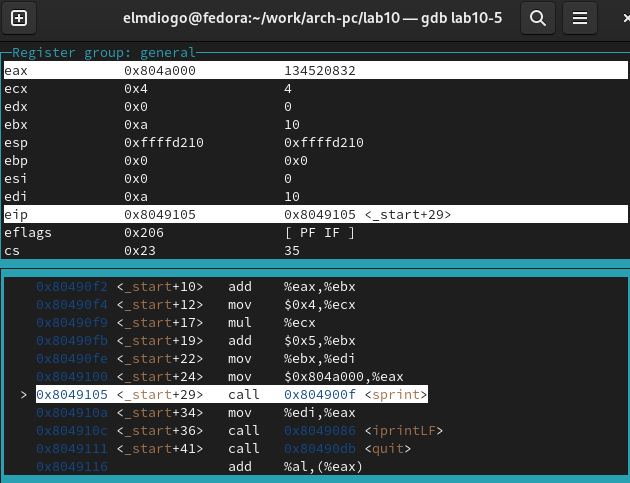 elmdiogo@fedora:~/work/arch-pc/lab10 — gdb lab10-5
Register group: general
eax 0x804a000 134520832
ecx 0x4 4
edx 0x0 0
ebx 0xa 10
esp 0xffffd210 0xffffd210
ebp 0x0 0x0
esi 0x0 0
edi 0xa 10
eip 0x8049105 0x8049105 <_start+29>
eflags 0x206 [ PF IF ]
cs 0x23 35
0x80490f2 <_start+10> add %eax,%ebx
0x80490f4 <_start+12> mov $0x4,%ecx
0x80490f9 <_start+17> mul %ecx
0x80490fb <_start+19> add $0x5,%ebx
0x80490fe <_start+22> mov %ebx,%edi
0x8049100 <_start+24> mov $0x804a000,%eax
> 0x8049105 <_start+29> call 0x804900f <sprint>
0x804910a <_start+34> mov %edi,%eax
0x804910c <_start+36> call 0x8049086 <iprintLF>
0x8049111 <_start+41> call 0x80490db <quit>
0x8049116 add %al,(%eax)